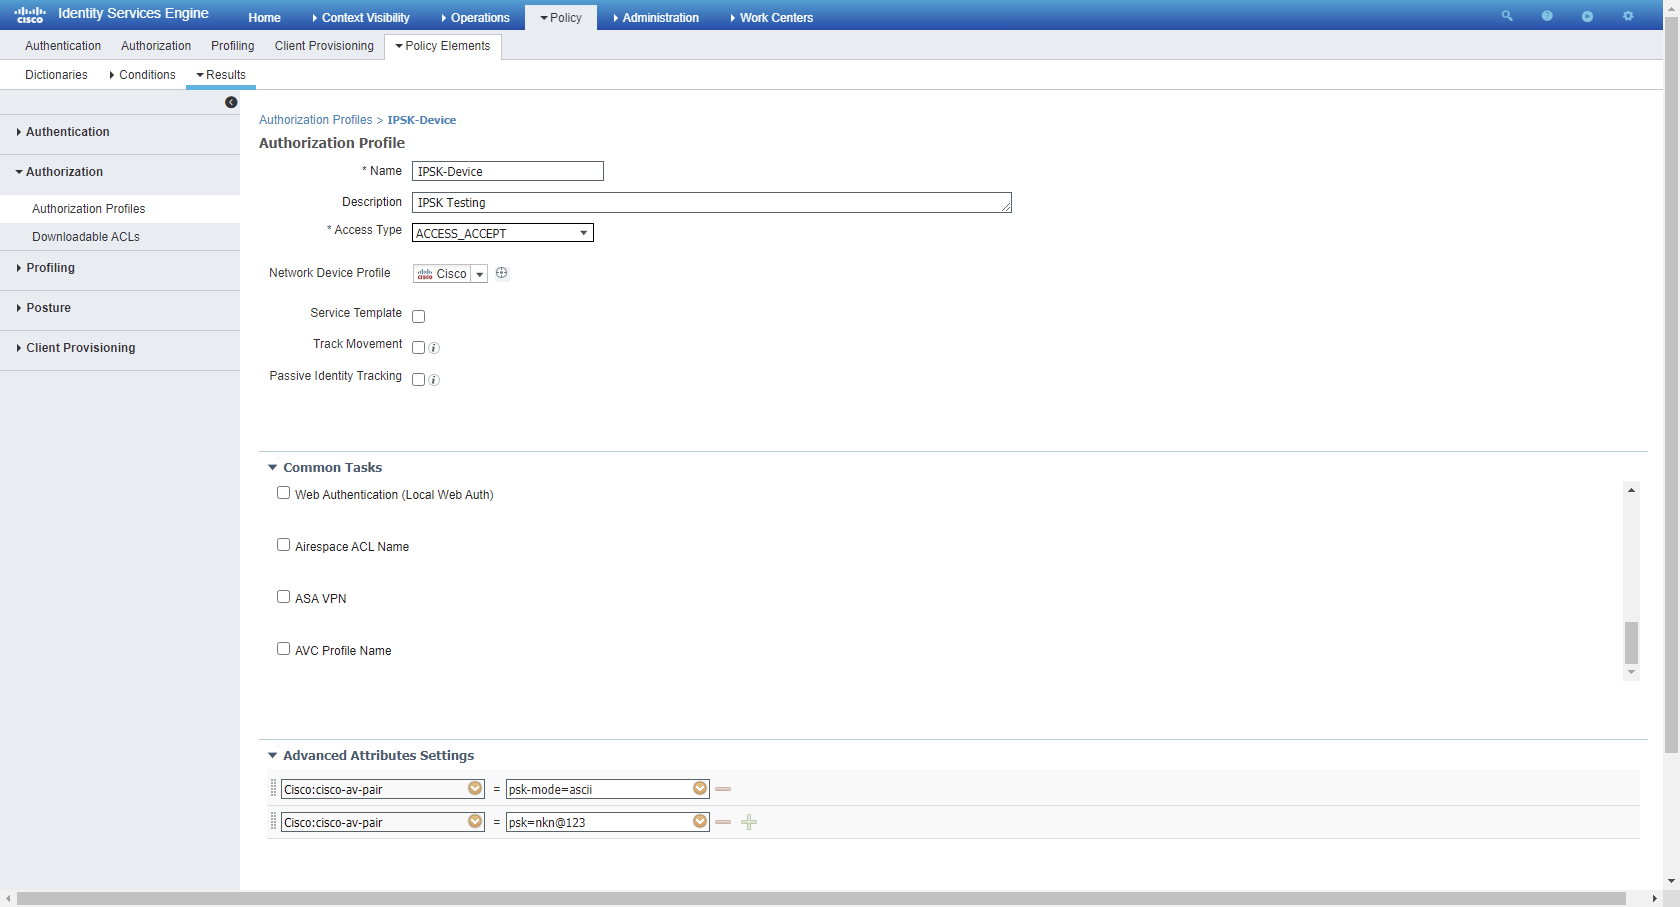 cisco Identity Services Engine Home Context Visibility Operations Policy Administration Work Centers
Authentication Authorization Profiling Client Provisioning Policy Elements
Dictionaries Conditions Results
Authentication
Authorization
Authorization Profiles
Downloadable ACLs
Profiling
Posture
Client Provisioning
Authorization Profiles > IPSK-Device
Authorization Profile
* Name IPSK-Device
Description IPSK Testing
* Access Type ACCESS_ACCEPT
Network Device Profile cisco Cisco
Service Template
Track Movement i
Passive Identity Tracking i
Common Tasks
Web Authentication (Local Web Auth)
Airespace ACL Name
ASA VPN
AVC Profile Name
Advanced Attributes Settings
Cisco:cisco-av-pair = psk-mode=ascii
Cisco:cisco-av-pair = psk=nkn@123